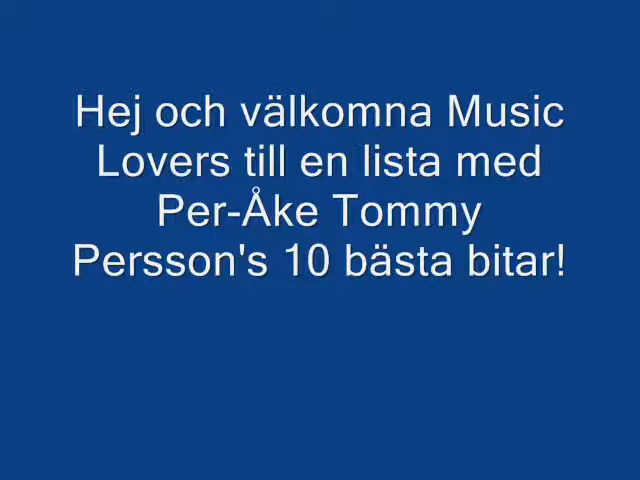 Hej och välkomna Music
Lovers till en lista med
Per-Åke Tommy
Persson's 10 bästa bitar!